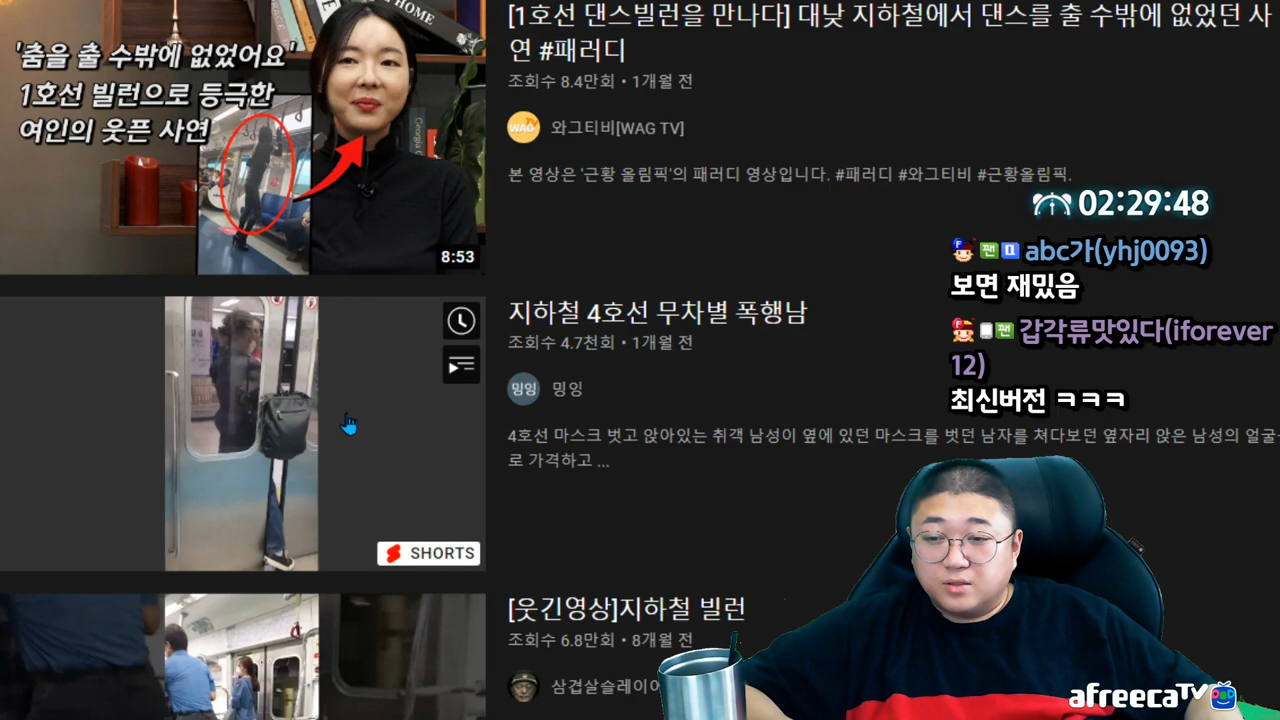 [1호선 댄스빌런을 만나다] 대낮 지하철에서 댄스를 출 수밖에 없었던 사
연 #패러디
조회수 8.4만회 • 1개월 전
WAG
와그티비[WAG TV]
본 영상은 '근황 올림픽'의 패러디 영상입니다. #패러디 #와그티비 #근황올림픽.
HOME
'춤을 출 수밖에 없었어요'
1호선 빌런으로 등극한
여인의 웃픈 사연
Georgia
8:53
02:29:48
F 팬 abc가(yhj0093)
보면 재밌음
F 팬 갑각류맛있다(iforever
12)
최신버전 ㅋㅋㅋ
지하철 4호선 무차별 폭행남
조회수 4.7천회 • 1개월 전
밍잉 밍잉
4호선 마스크 벗고 앉아있는 취객 남성이 옆에 있던 마스크를 벗던 남자를 쳐다보던 옆자리 앉은 남성의 얼굴
로 가격하고 ...
SHORTS
[웃긴영상]지하철 빌런
조회수 6.8만회 • 8개월 전
삼겹살슬레이어
afreecaTV